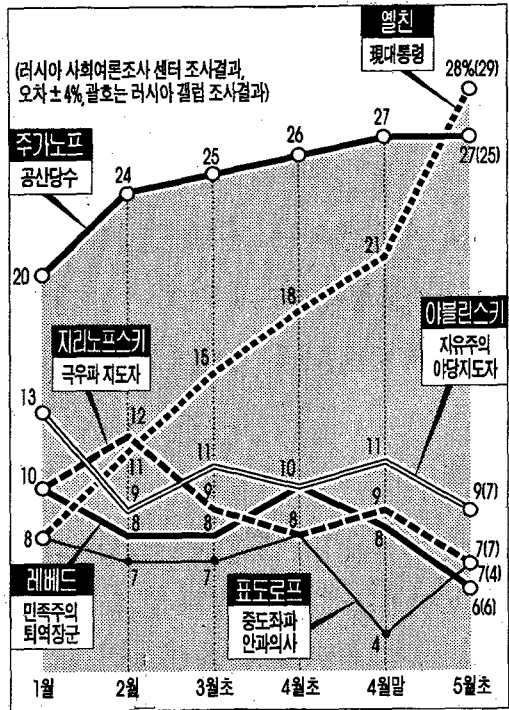 옐친
現대통령
(러시아 사회여론조사 센터 조사결과,
오차±4%, 괄호는 러시아 갤럽 조사결과)
28%(29)
주가노프
공산당수
20
24
25
26
27
27(25)
21
18
15
지리노프스키
극우파 지도자
야블린스키
자유주의
야당지도자
13
12
11
11
10
11
9
9
10
9
9(7)
8
8
8
8
8
7
7
4
7(7)
7(4)
6(6)
레베드
민족주의
퇴역장군
표도로프
중도좌파
안과의사
1월
2월
3월초
4월초
4월말
5월초